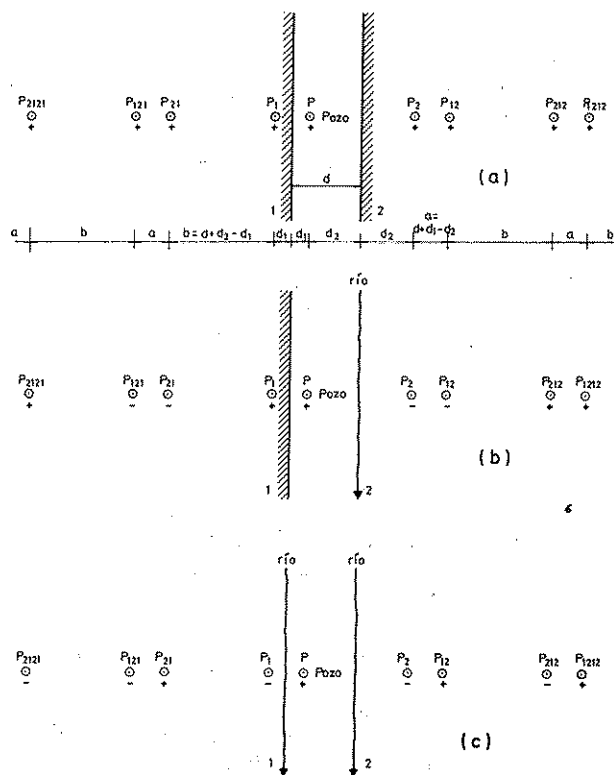 P2121 P121 P21 P1 P Pozo P2 P12 P212 P1212
+ + + + + + + + +
(a)
d
1 2
a b a b = d + d2 - d1 d1 d1 d2 d2 a = d + d1 - d2 b a b
río
P2121 P121 P21 P1 P Pozo P2 P12 P212 P1212
+ - - + + - - + +
(b)
1 2
6
río río
P2121 P121 P21 P1 P Pozo P2 P12 P212 P1212
- - + - + - + - +
(c)
1 2